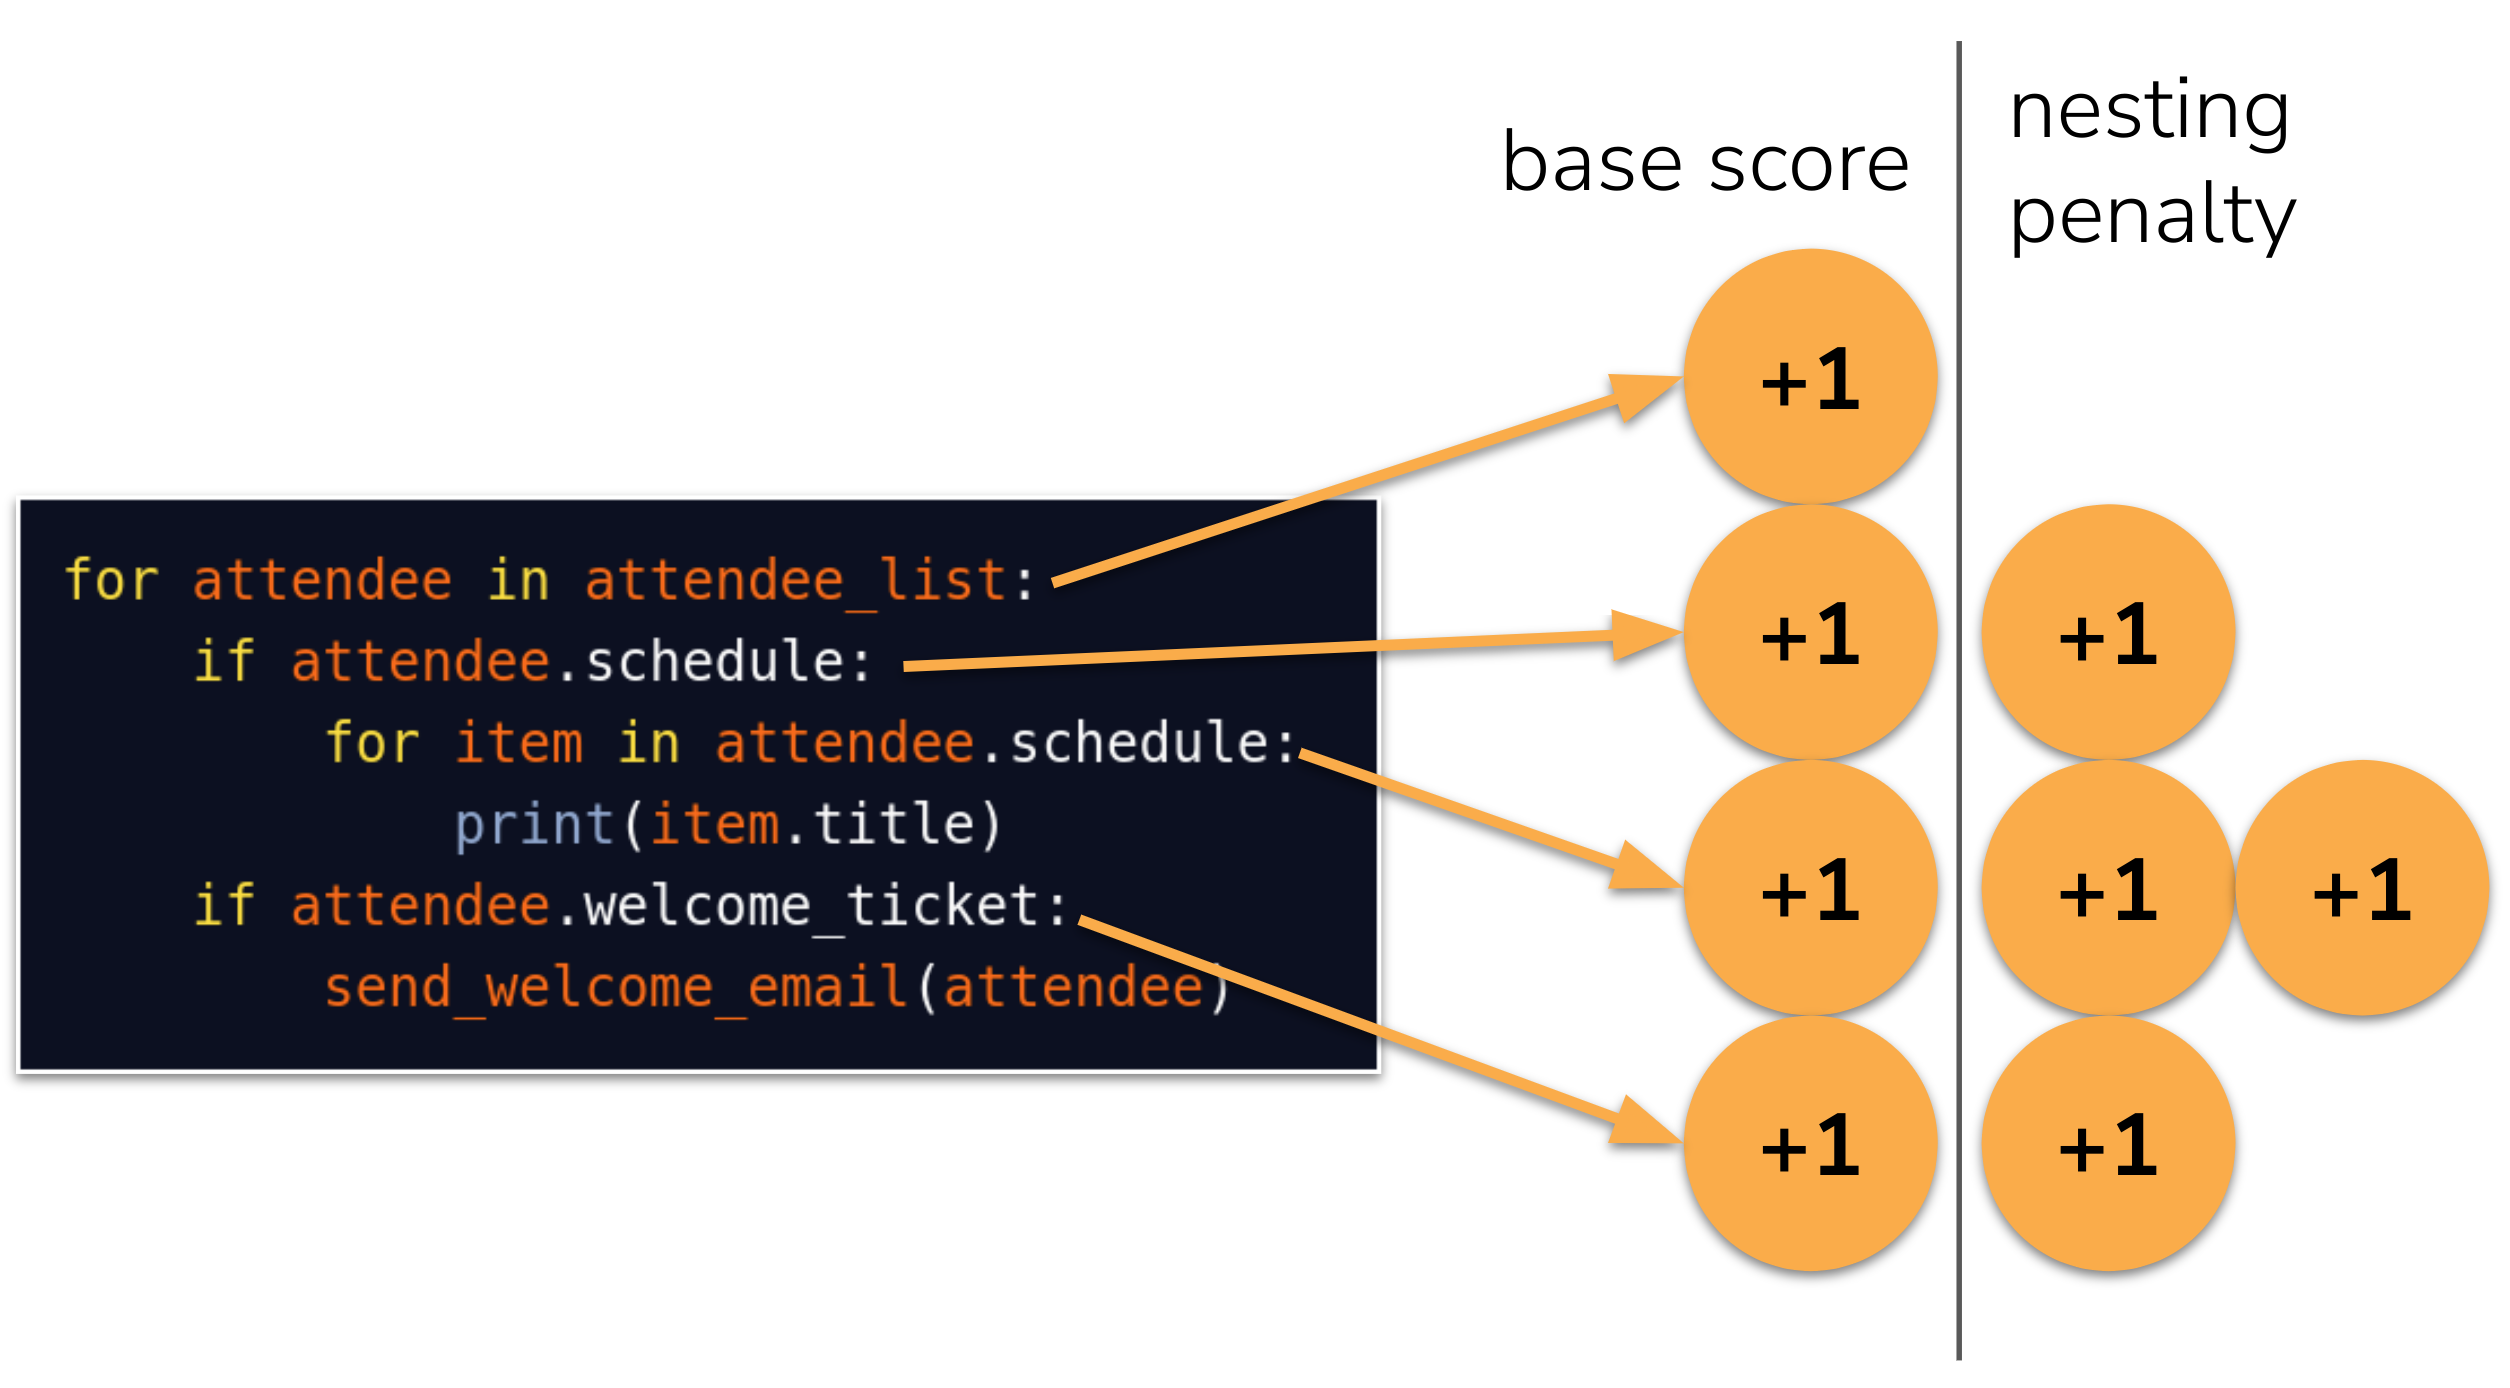 nesting
base score
penalty
+1
for attendee in attendee_list:
if attendee.schedule:
+1 +1
for item in attendee.schedule:
print(item.title)
+1 +1 +1
if attendee.welcome_ticket:
send_welcome_email(attendee)
+1 +1